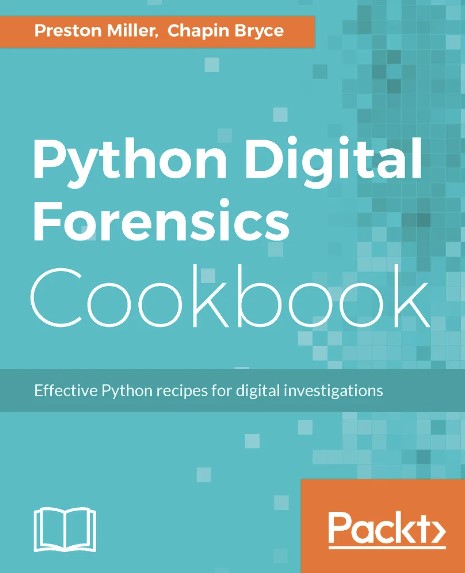 Preston Miller, Chapin Bryce
Python Digital
Forensics
Cookbook
Effective Python recipes for digital investigations
Packt>